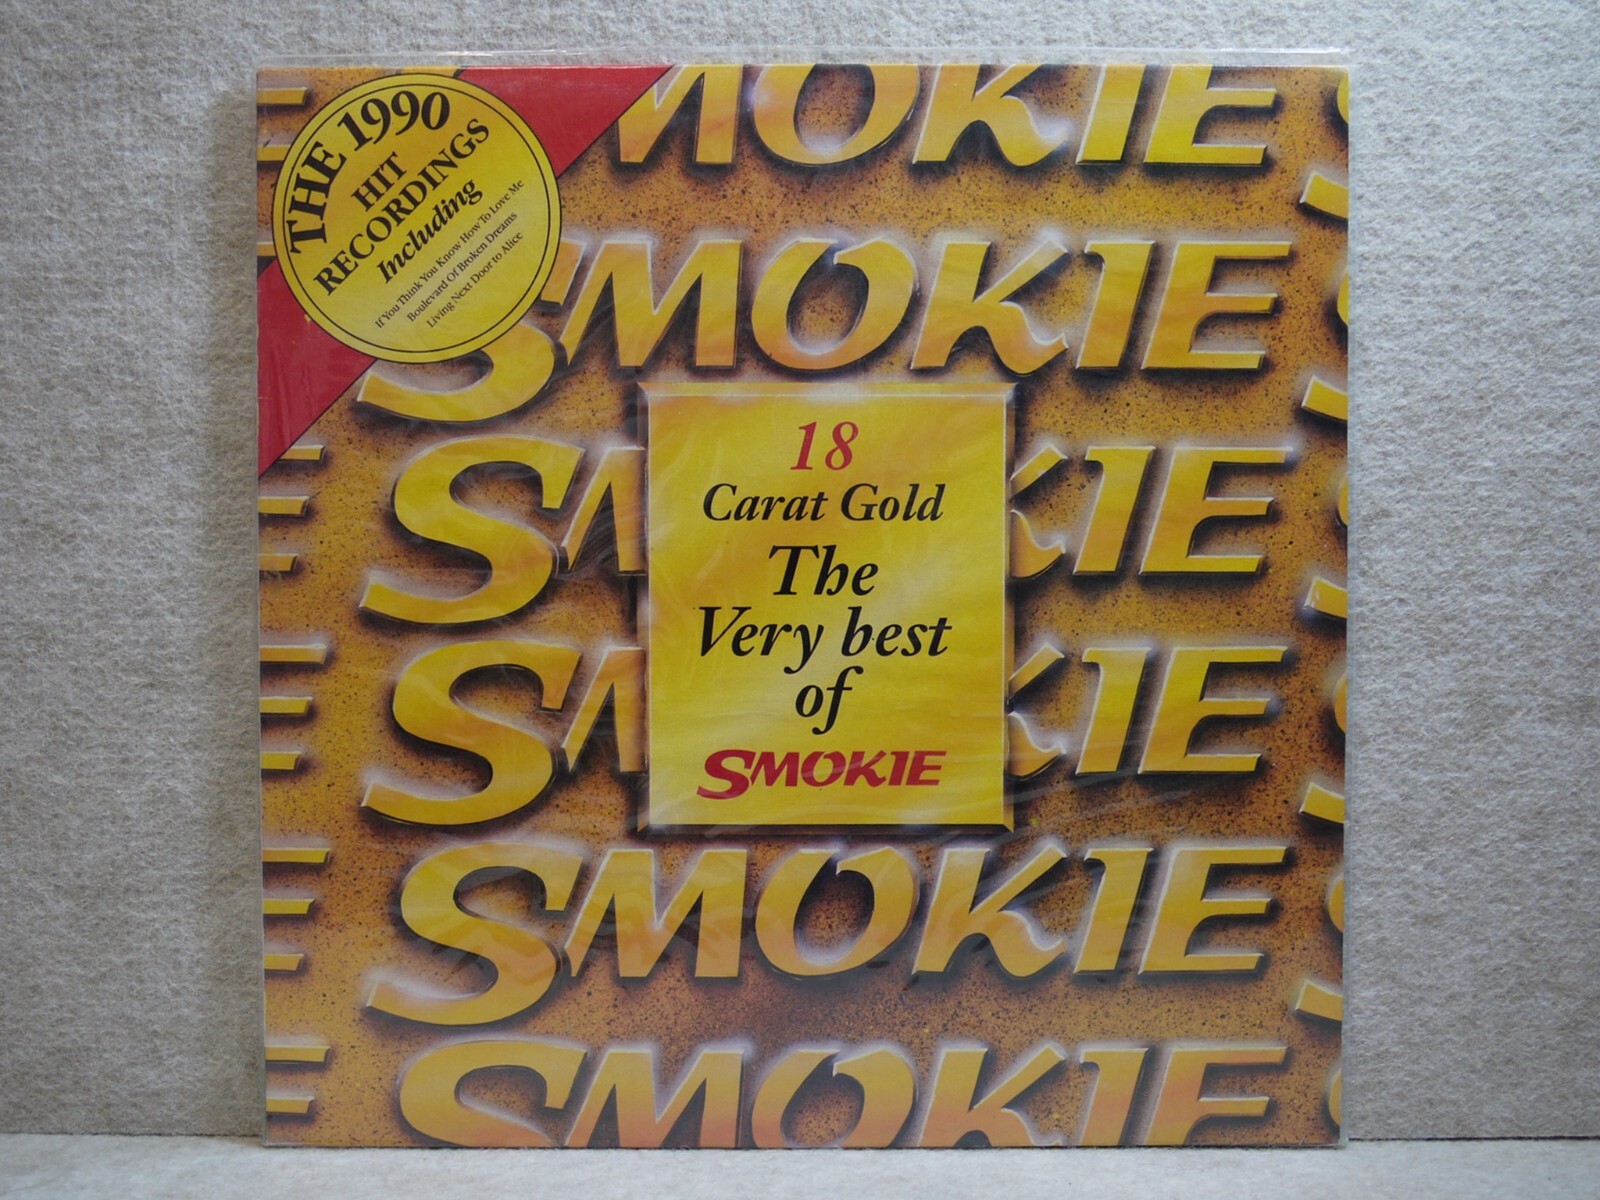 THE 1990
HIT
RECORDINGS
Including
If You Think You Know How To Love Me
Boulevard Of Broken Dreams
Living Next Door to Alice
SMOKIE
SMOKIE
SMOKIE
SMOKIE
SMOKIE
SMOKIE
18
Carat Gold
The
Very best
of
SMOKIE